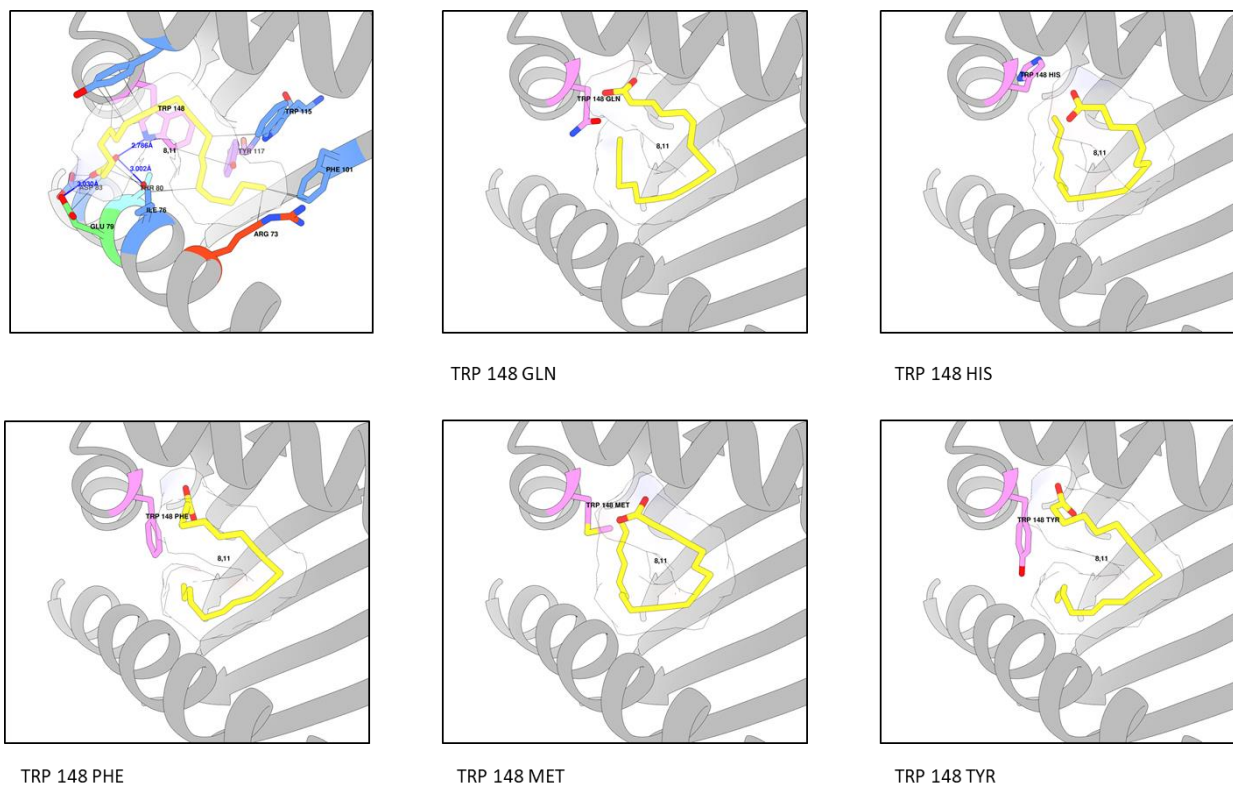 TRP 148
TRP 115
2.786Å
8,11
TYR 117
3.002Å
PHE 101
ILE 76
GLU 79
ARG 73
TRP 148 GLN
8,11
TRP 148 HIS
8,11
TRP 148 GLN
TRP 148 HIS
TRP 148 PHE
8,11
TRP 148 MET
8,11
TRP 148 TYR
8,11
TRP 148 PHE
TRP 148 MET
TRP 148 TYR